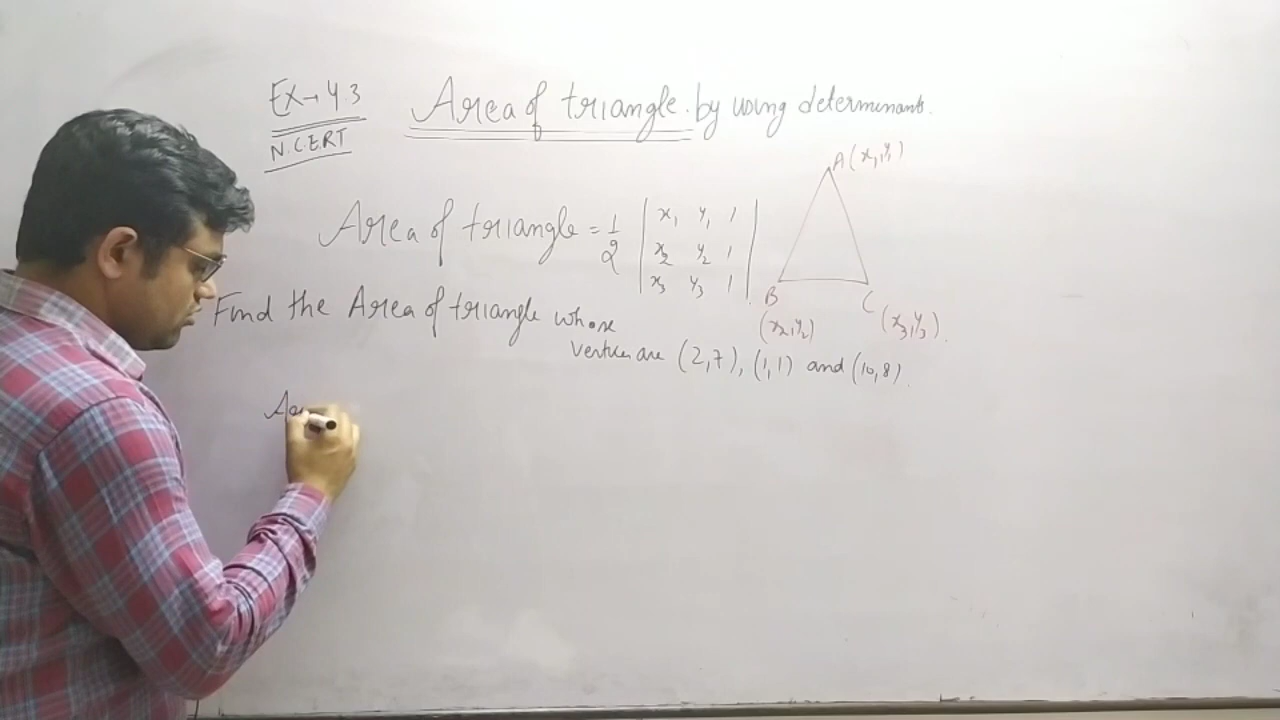 EX→4.3 Area of triangle. by using determinants.
N.C.E.R.T
A(x₁,y₁)
Area of triangle = 1/2 | x₁ y₁ 1 |
| x₂ y₂ 1 |
| x₃ y₃ 1 |
B C
(x₂,y₂) (x₃,y₃).
Find the Area of triangle whose
vertices are (2,7), (1,1) and (10,8).